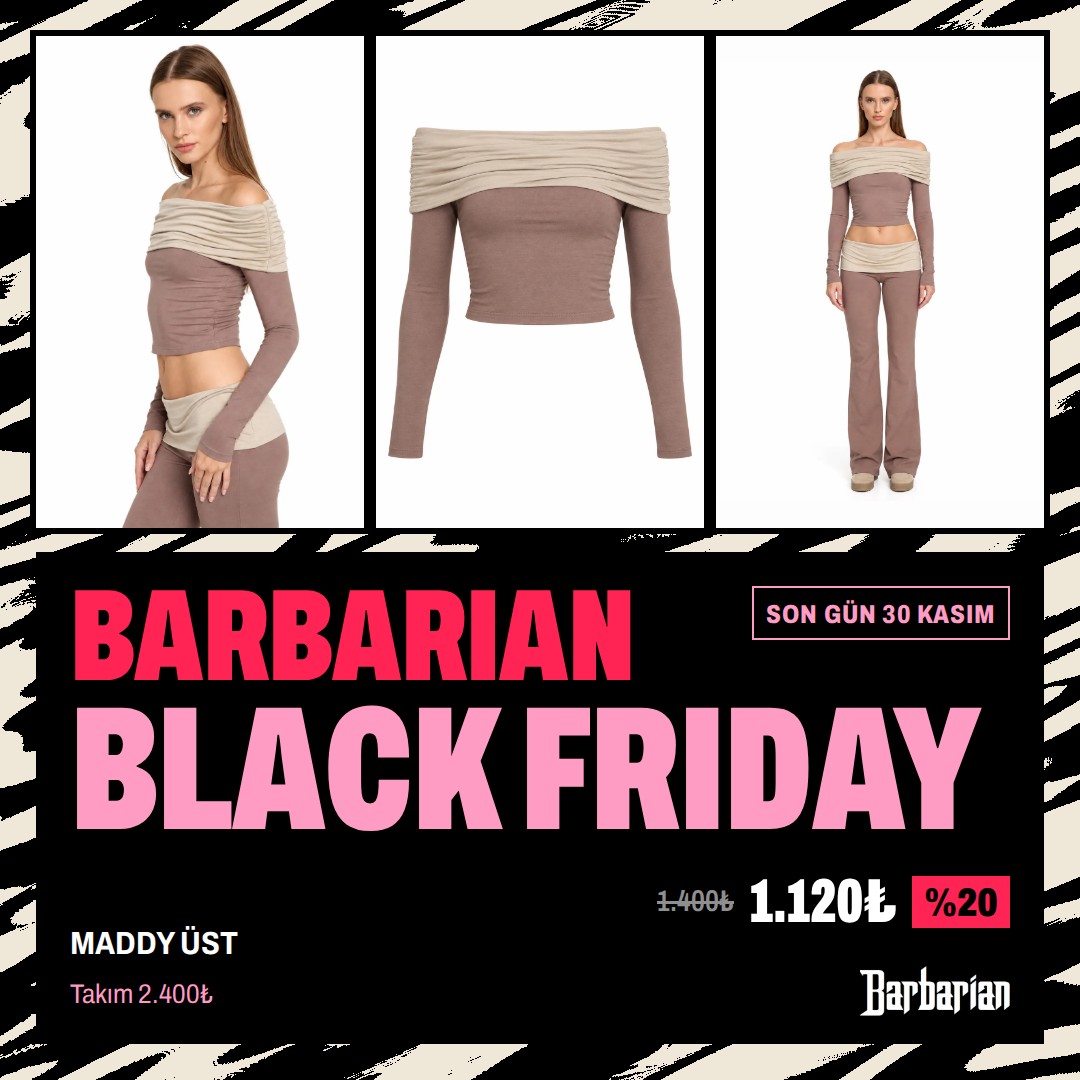 BARBARIAN
SON GÜN 30 KASIM
BLACK FRIDAY
1.400₺ 1.120₺ %20
MADDY ÜST
Takım 2.400₺
Barbarian